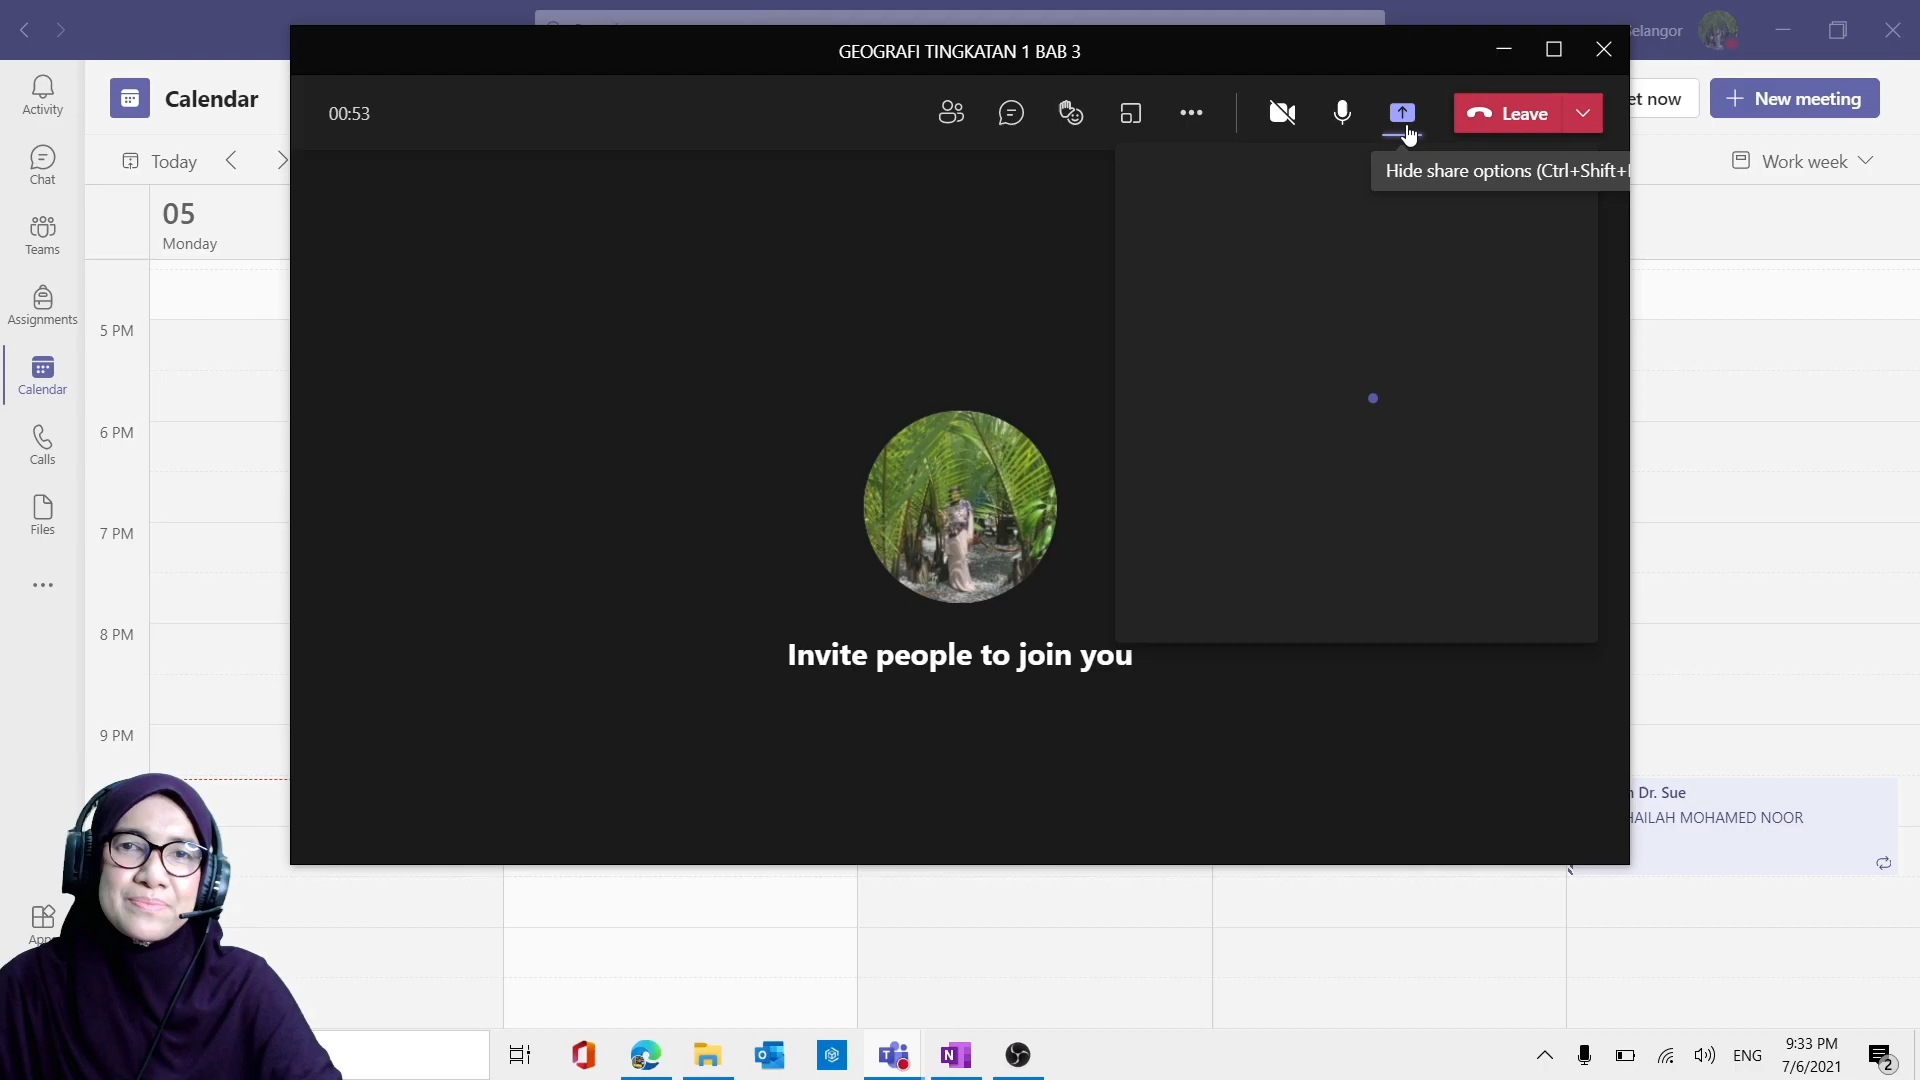 elangor
GEOGRAFI TINGKATAN 1 BAB 3
Activity
Calendar
00:53
Leave
et now
New meeting
Hide share options (Ctrl+Shift+
Chat
Today
Work week
Teams
05
Monday
Assignments
5 PM
Calendar
6 PM
Calls
7 PM
Files
8 PM
Invite people to join you
9 PM
Dr. Sue
HAILAH MOHAMED NOOR
App
ENG
9:33 PM
7/6/2021
2